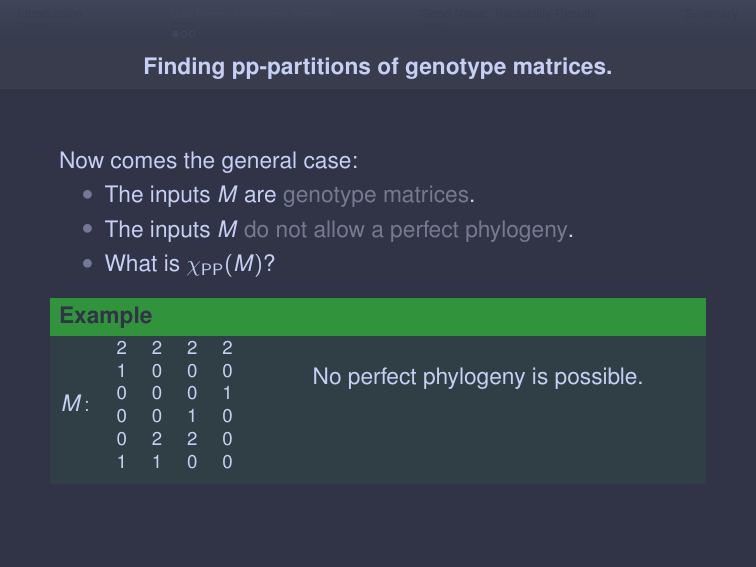 Finding pp-partitions of genotype matrices.
Now comes the general case:
• The inputs M are genotype matrices.
• The inputs M do not allow a perfect phylogeny.
• What is χPP(M)?
Example
M:
2 2 2 2
1 0 0 0
0 0 0 1
0 0 1 0
0 2 2 0
1 1 0 0
No perfect phylogeny is possible.